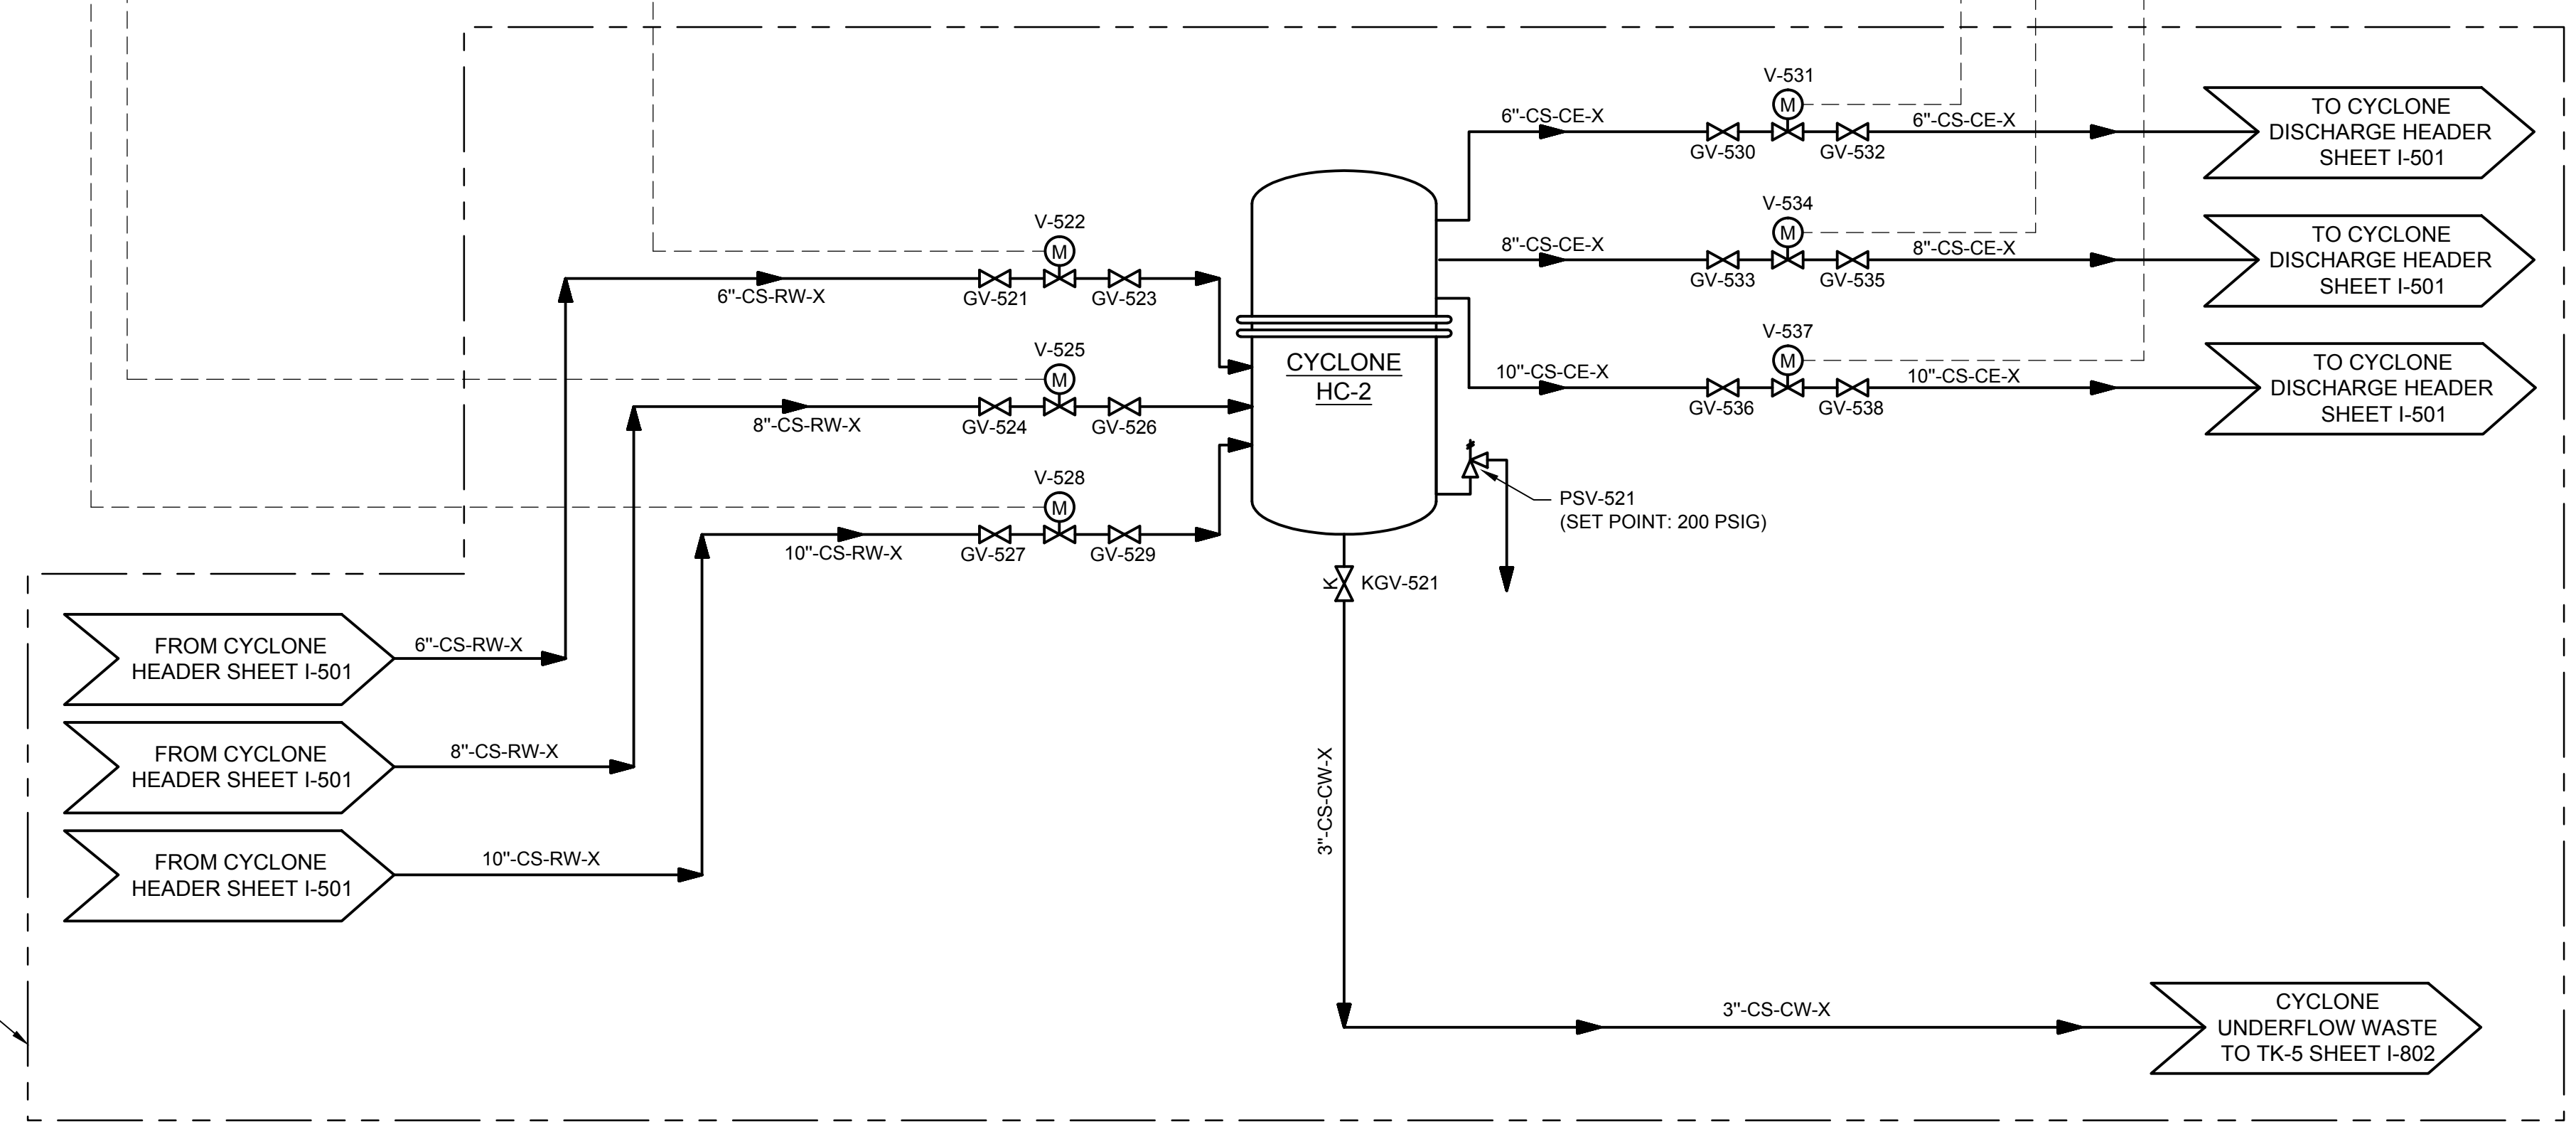 V-531
M
6"-CS-CE-X
6"-CS-CE-X
GV-530
GV-532
TO CYCLONE
DISCHARGE HEADER
SHEET I-501
V-534
M
8"-CS-CE-X
8"-CS-CE-X
GV-533
GV-535
TO CYCLONE
DISCHARGE HEADER
SHEET I-501
V-537
M
10"-CS-CE-X
10"-CS-CE-X
GV-536
GV-538
TO CYCLONE
DISCHARGE HEADER
SHEET I-501
V-522
M
6"-CS-RW-X
GV-521
GV-523
V-525
M
8"-CS-RW-X
GV-524
GV-526
V-528
M
10"-CS-RW-X
GV-527
GV-529
CYCLONE
HC-2
PSV-521
(SET POINT: 200 PSIG)
K
KGV-521
FROM CYCLONE
HEADER SHEET I-501
6"-CS-RW-X
FROM CYCLONE
HEADER SHEET I-501
8"-CS-RW-X
FROM CYCLONE
HEADER SHEET I-501
10"-CS-RW-X
3"-CS-CW-X
3"-CS-CW-X
CYCLONE
UNDERFLOW WASTE
TO TK-5 SHEET I-802